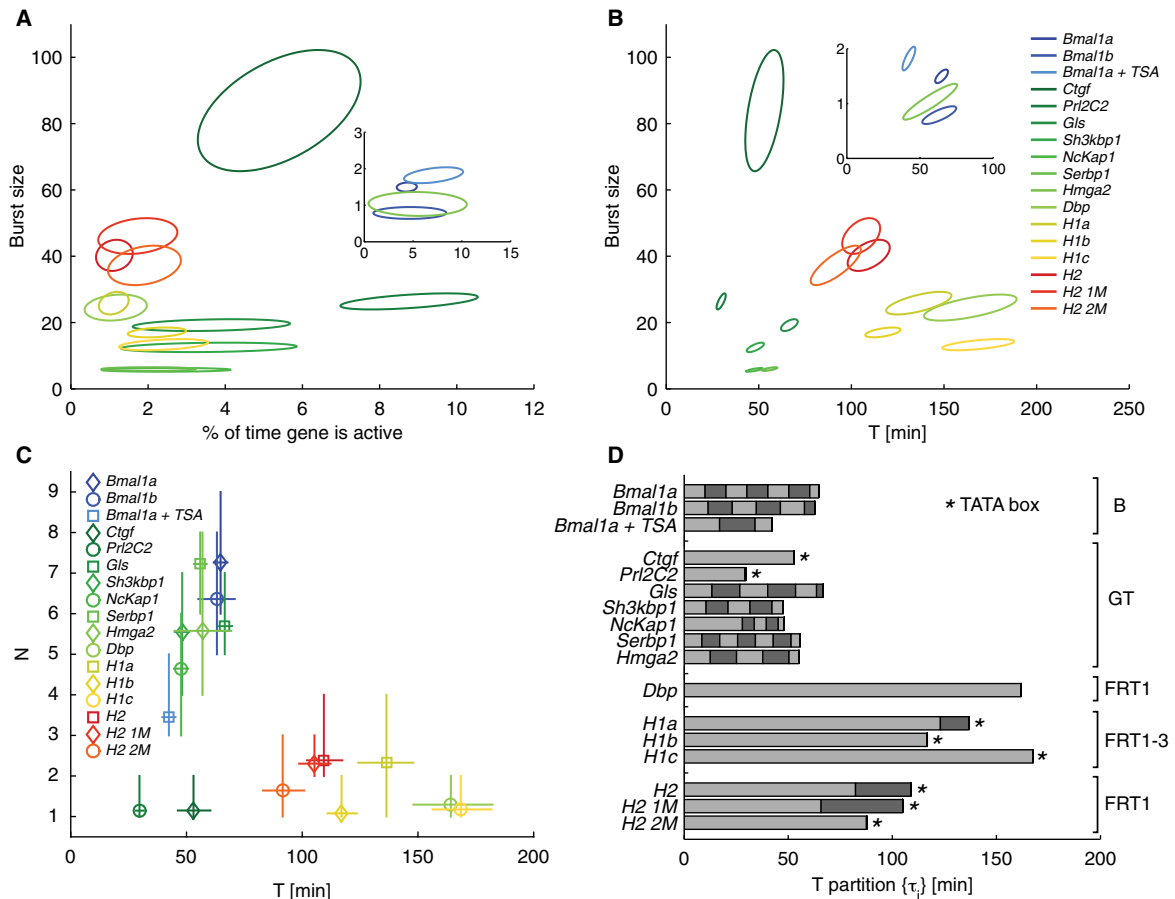 A
Burst size
100
80
60
40
20
0
0 2 4 6 8 10 12
% of time gene is active
3
2
1
0
0 5 10 15
B
Burst size
100
80
60
40
20
0
0 50 100 150 200 250
T [min]
2
1
0
0 50 100
Bmal1a
Bmal1b
Bmal1a + TSA
Ctgf
Prl2C2
Gls
Sh3kbp1
NcKap1
Serbp1
Hmga2
Dbp
H1a
H1b
H1c
H2
H2 1M
H2 2M
C
N
9
8
7
6
5
4
3
2
1
0 50 100 150 200
T [min]
Bmal1a
Bmal1b
Bmal1a + TSA
Ctgf
Prl2C2
Gls
Sh3kbp1
NcKap1
Serbp1
Hmga2
Dbp
H1a
H1b
H1c
H2
H2 1M
H2 2M
D
* TATA box
Bmal1a
Bmal1b
Bmal1a + TSA
B
Ctgf *
Prl2C2 *
Gls
Sh3kbp1
NcKap1
Serbp1
Hmga2
GT
Dbp
FRT1
H1a *
H1b *
H1c *
FRT1-3
H2 *
H2 1M *
H2 2M *
FRT1
0 50 100 150 200
T partition {τi} [min]